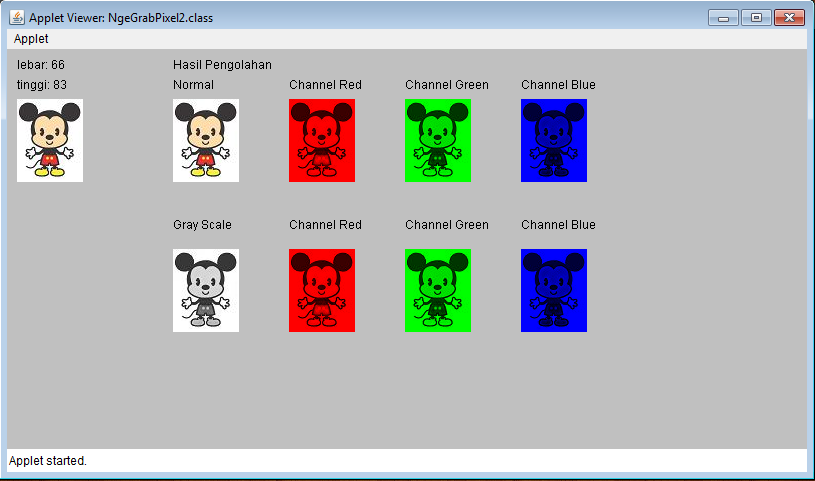 Applet Viewer: NgeGrabPixel2.class
Applet
lebar: 66
Hasil Pengolahan
tinggi: 83
Normal
Channel Red
Channel Green
Channel Blue
Gray Scale
Channel Red
Channel Green
Channel Blue
Applet started.